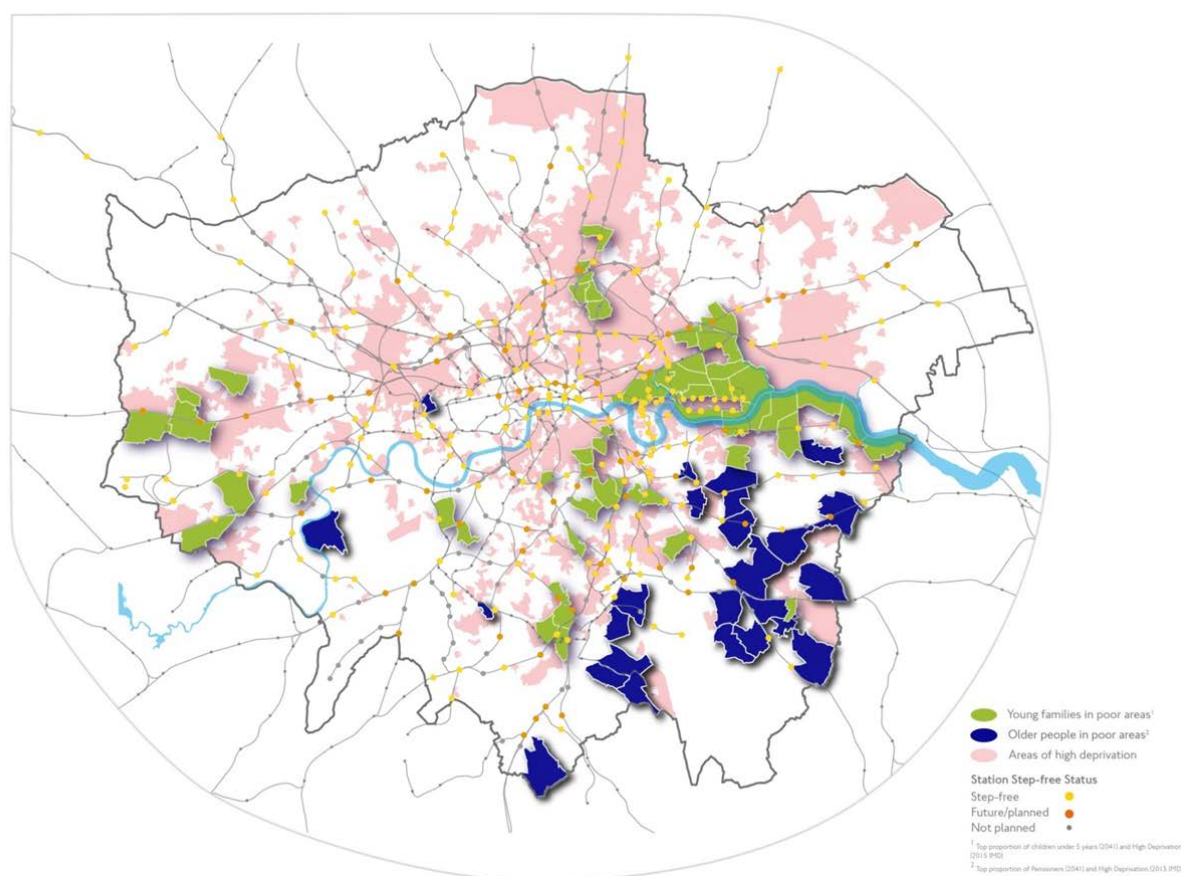 Young families in poor areas¹
Older people in poor areas²
Areas of high deprivation
Station Step-free Status
Step-free
Future/planned
Not planned
¹ Top proportion of children under 5 years (2041) and High Deprivation
(2015 IMD)
² Top proportion of Pensioners (2041) and High Deprivation (2015 IMD)